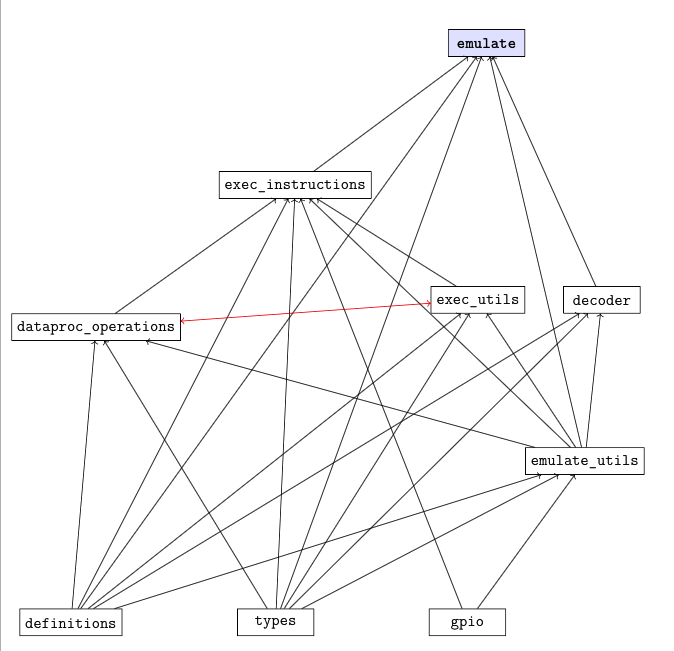 emulate
exec_instructions
exec_utils
decoder
dataproc_operations
emulate_utils
definitions
types
gpio